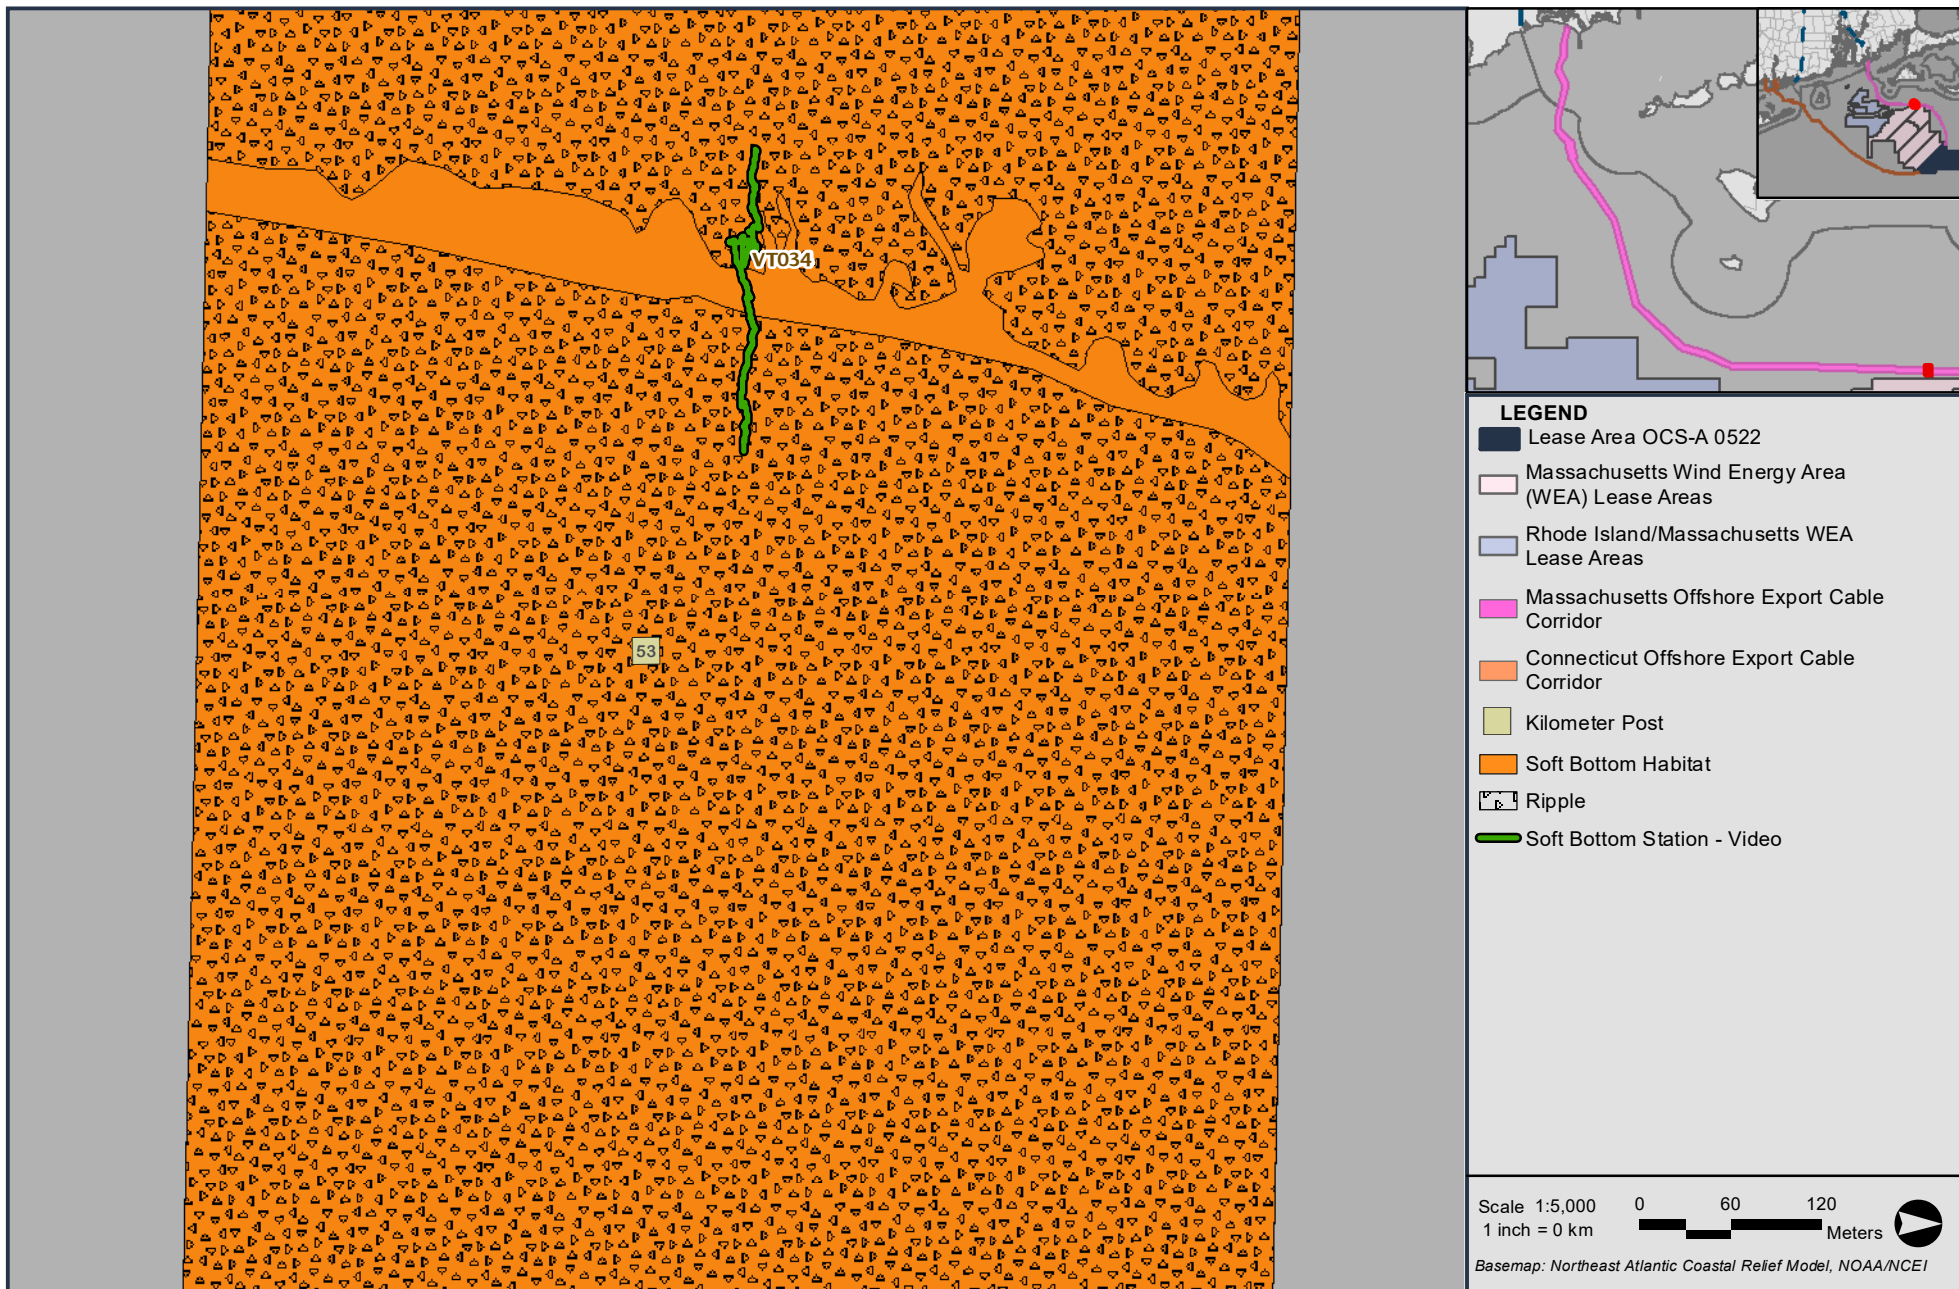 VT034
53
LEGEND
Lease Area OCS-A 0522
Massachusetts Wind Energy Area
(WEA) Lease Areas
Rhode Island/Massachusetts WEA
Lease Areas
Massachusetts Offshore Export Cable
Corridor
Connecticut Offshore Export Cable
Corridor
Kilometer Post
Soft Bottom Habitat
Ripple
Soft Bottom Station - Video
Scale 1:5,000
1 inch = 0 km
0 60 120
Meters
Basemap: Northeast Atlantic Coastal Relief Model, NOAA/NCEI